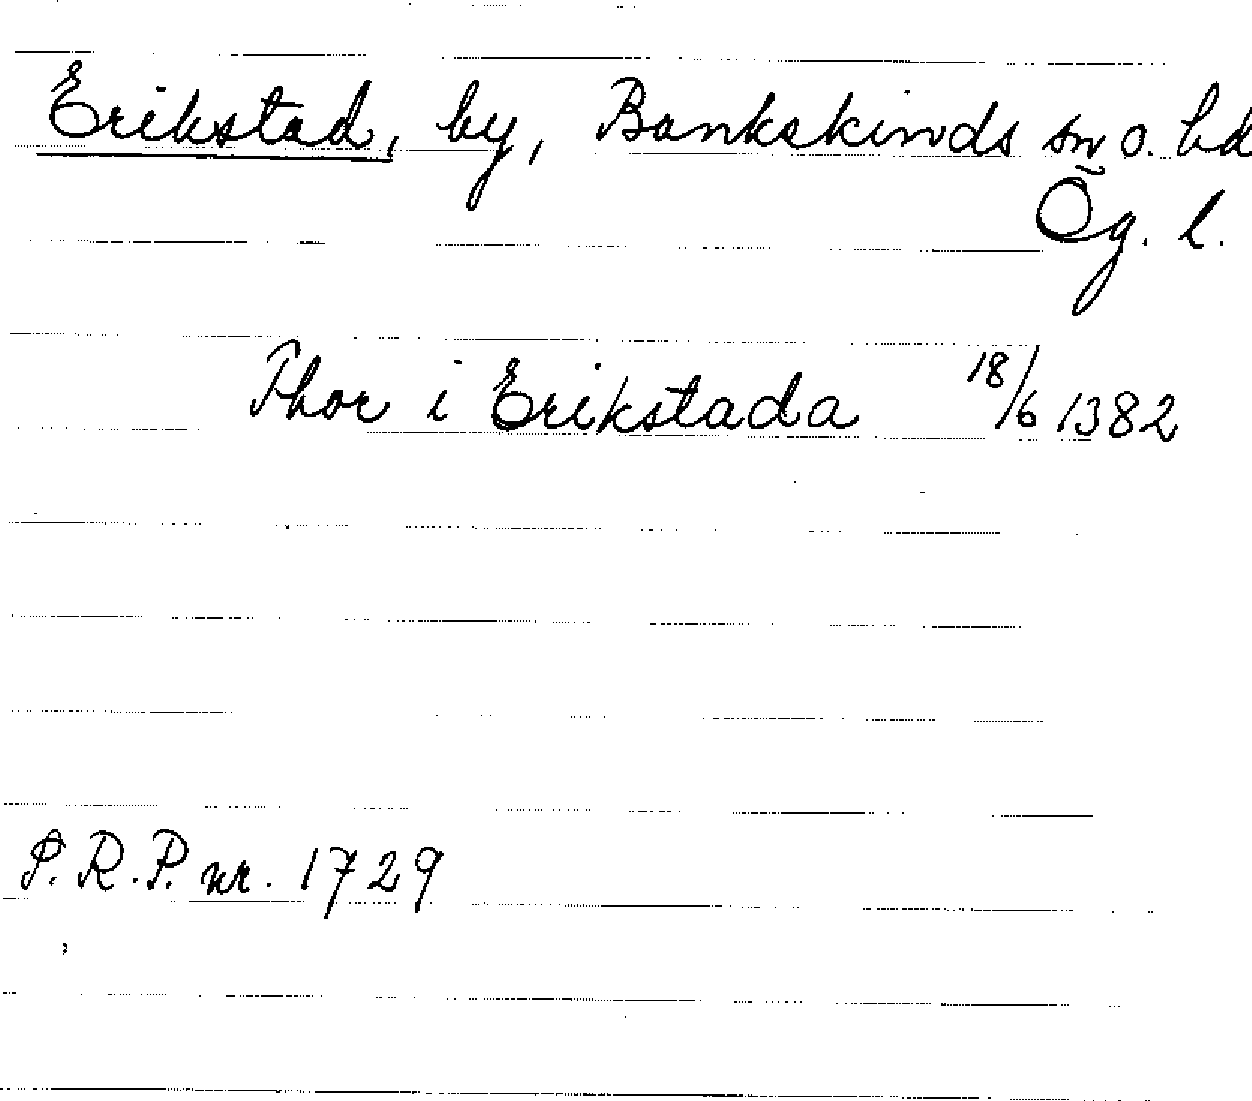 Erikstad, by, Bankekinds sn o. hd
Ög. l.
Thor i Erikstada 18/6 1382
P. R. P. nr. 1729